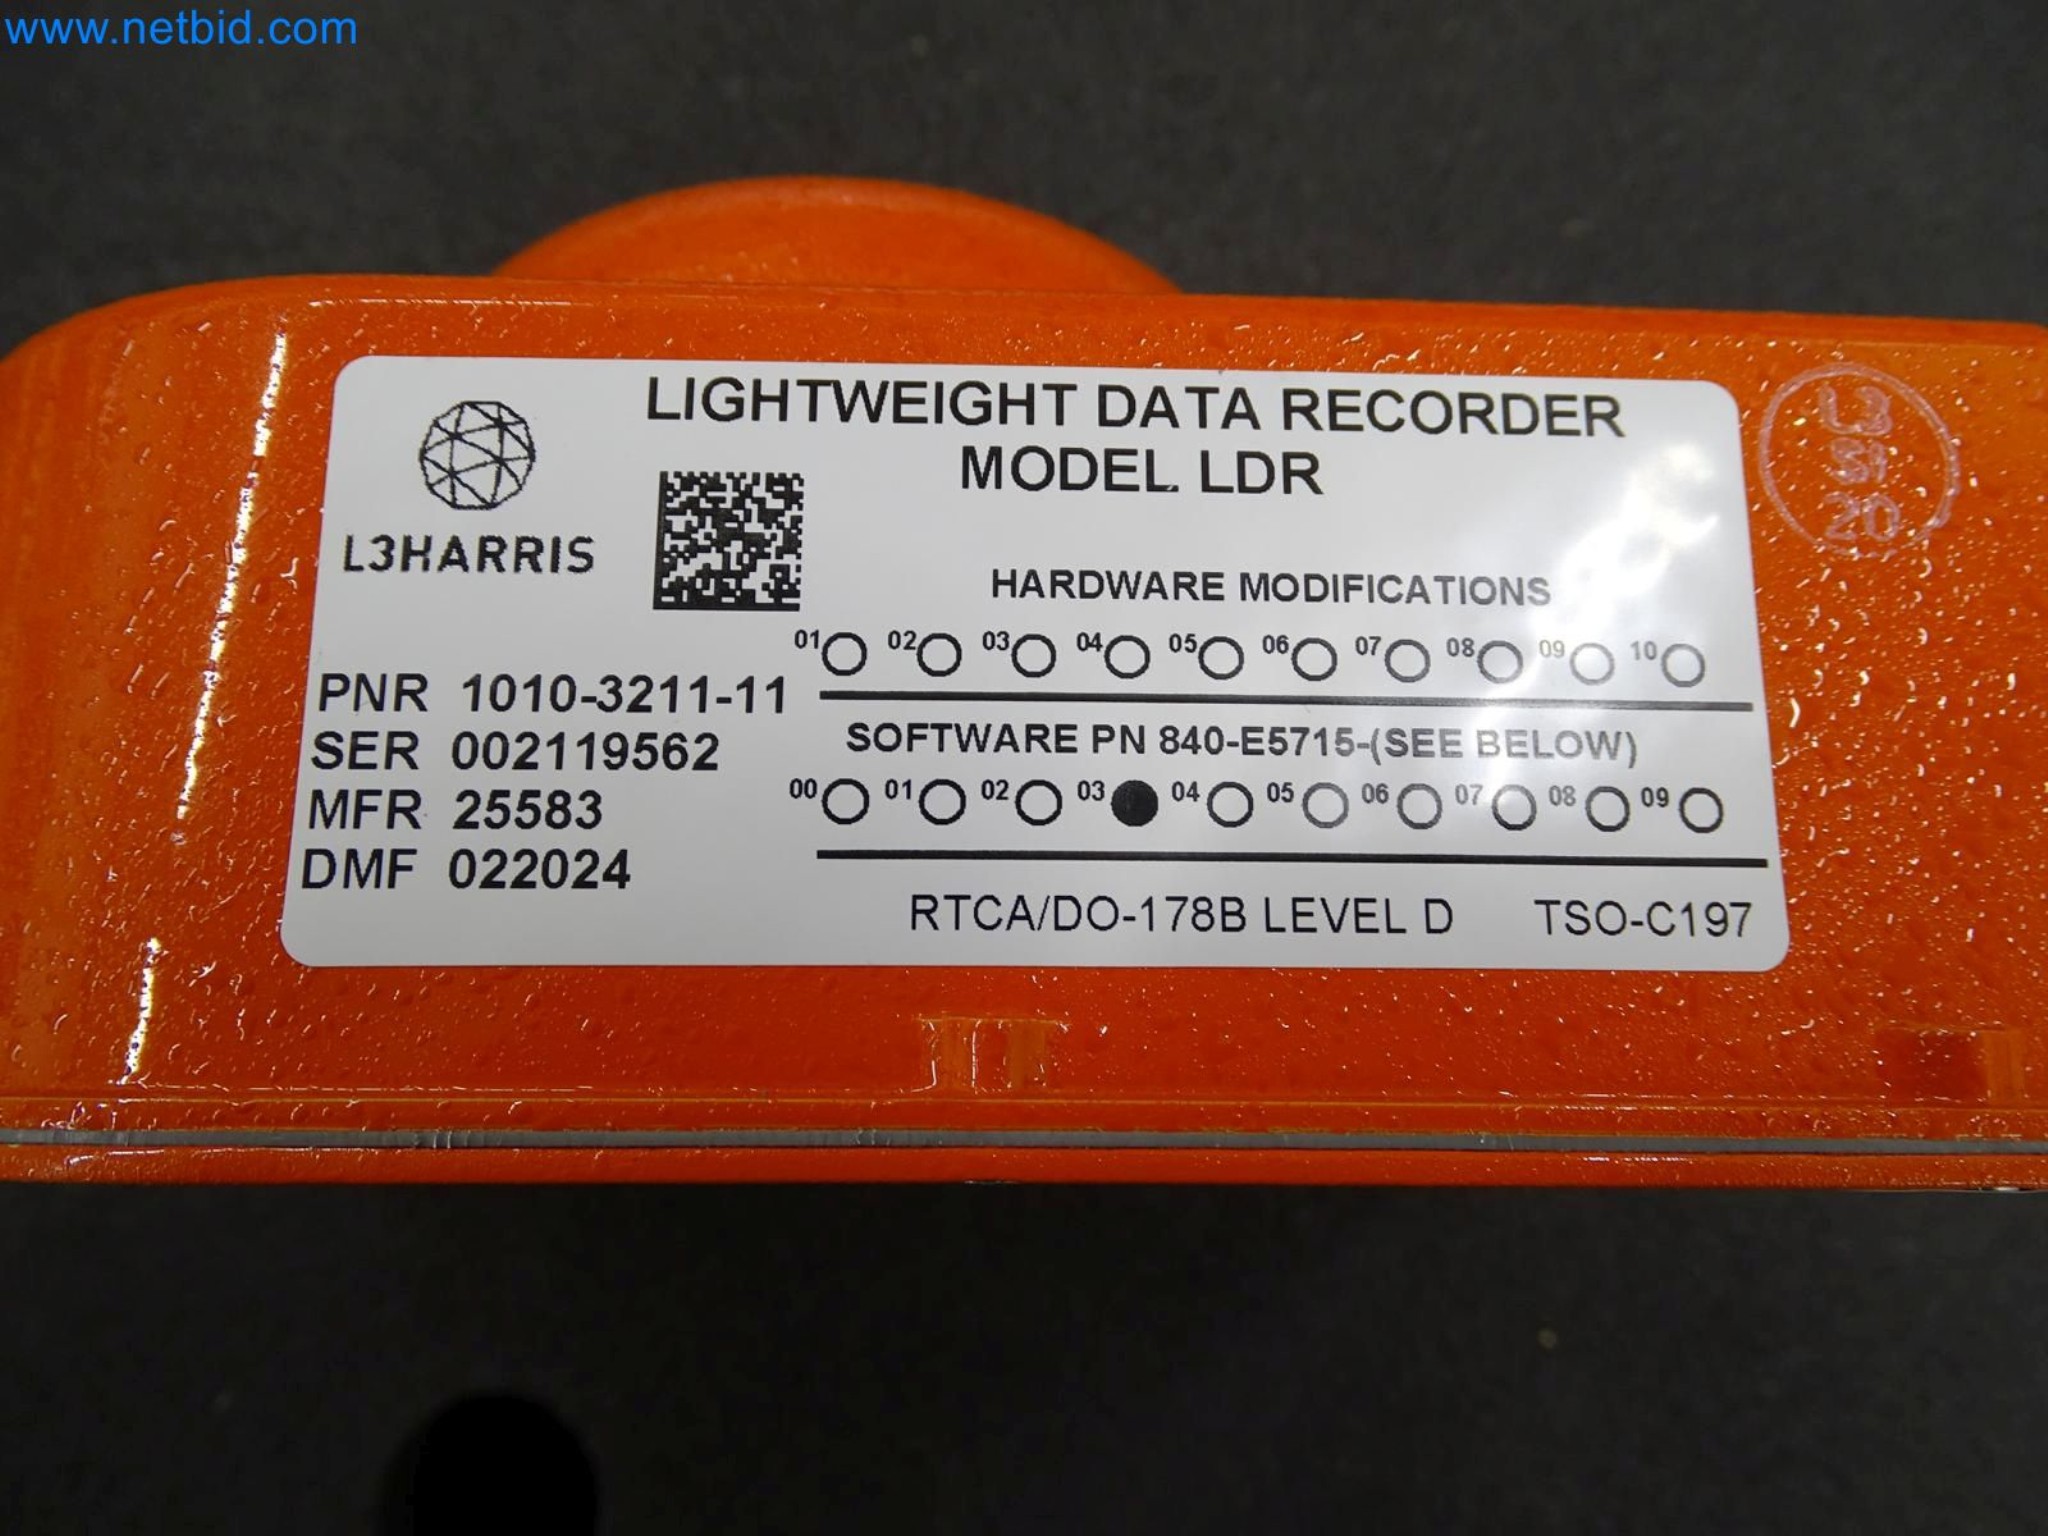 www.netbid.com
LIGHTWEIGHT DATA RECORDER
MODEL LDR
L3HARRIS
HARDWARE MODIFICATIONS
01 02 03 04 05 06 07 08 09 10
PNR 1010-3211-11
SER 002119562
MFR 25583
DMF 022024
SOFTWARE PN 840-E5715-(SEE BELOW)
00 01 02 03 04 05 06 07 08 09
RTCA/DO-178B LEVEL D TSO-C197
L3
20